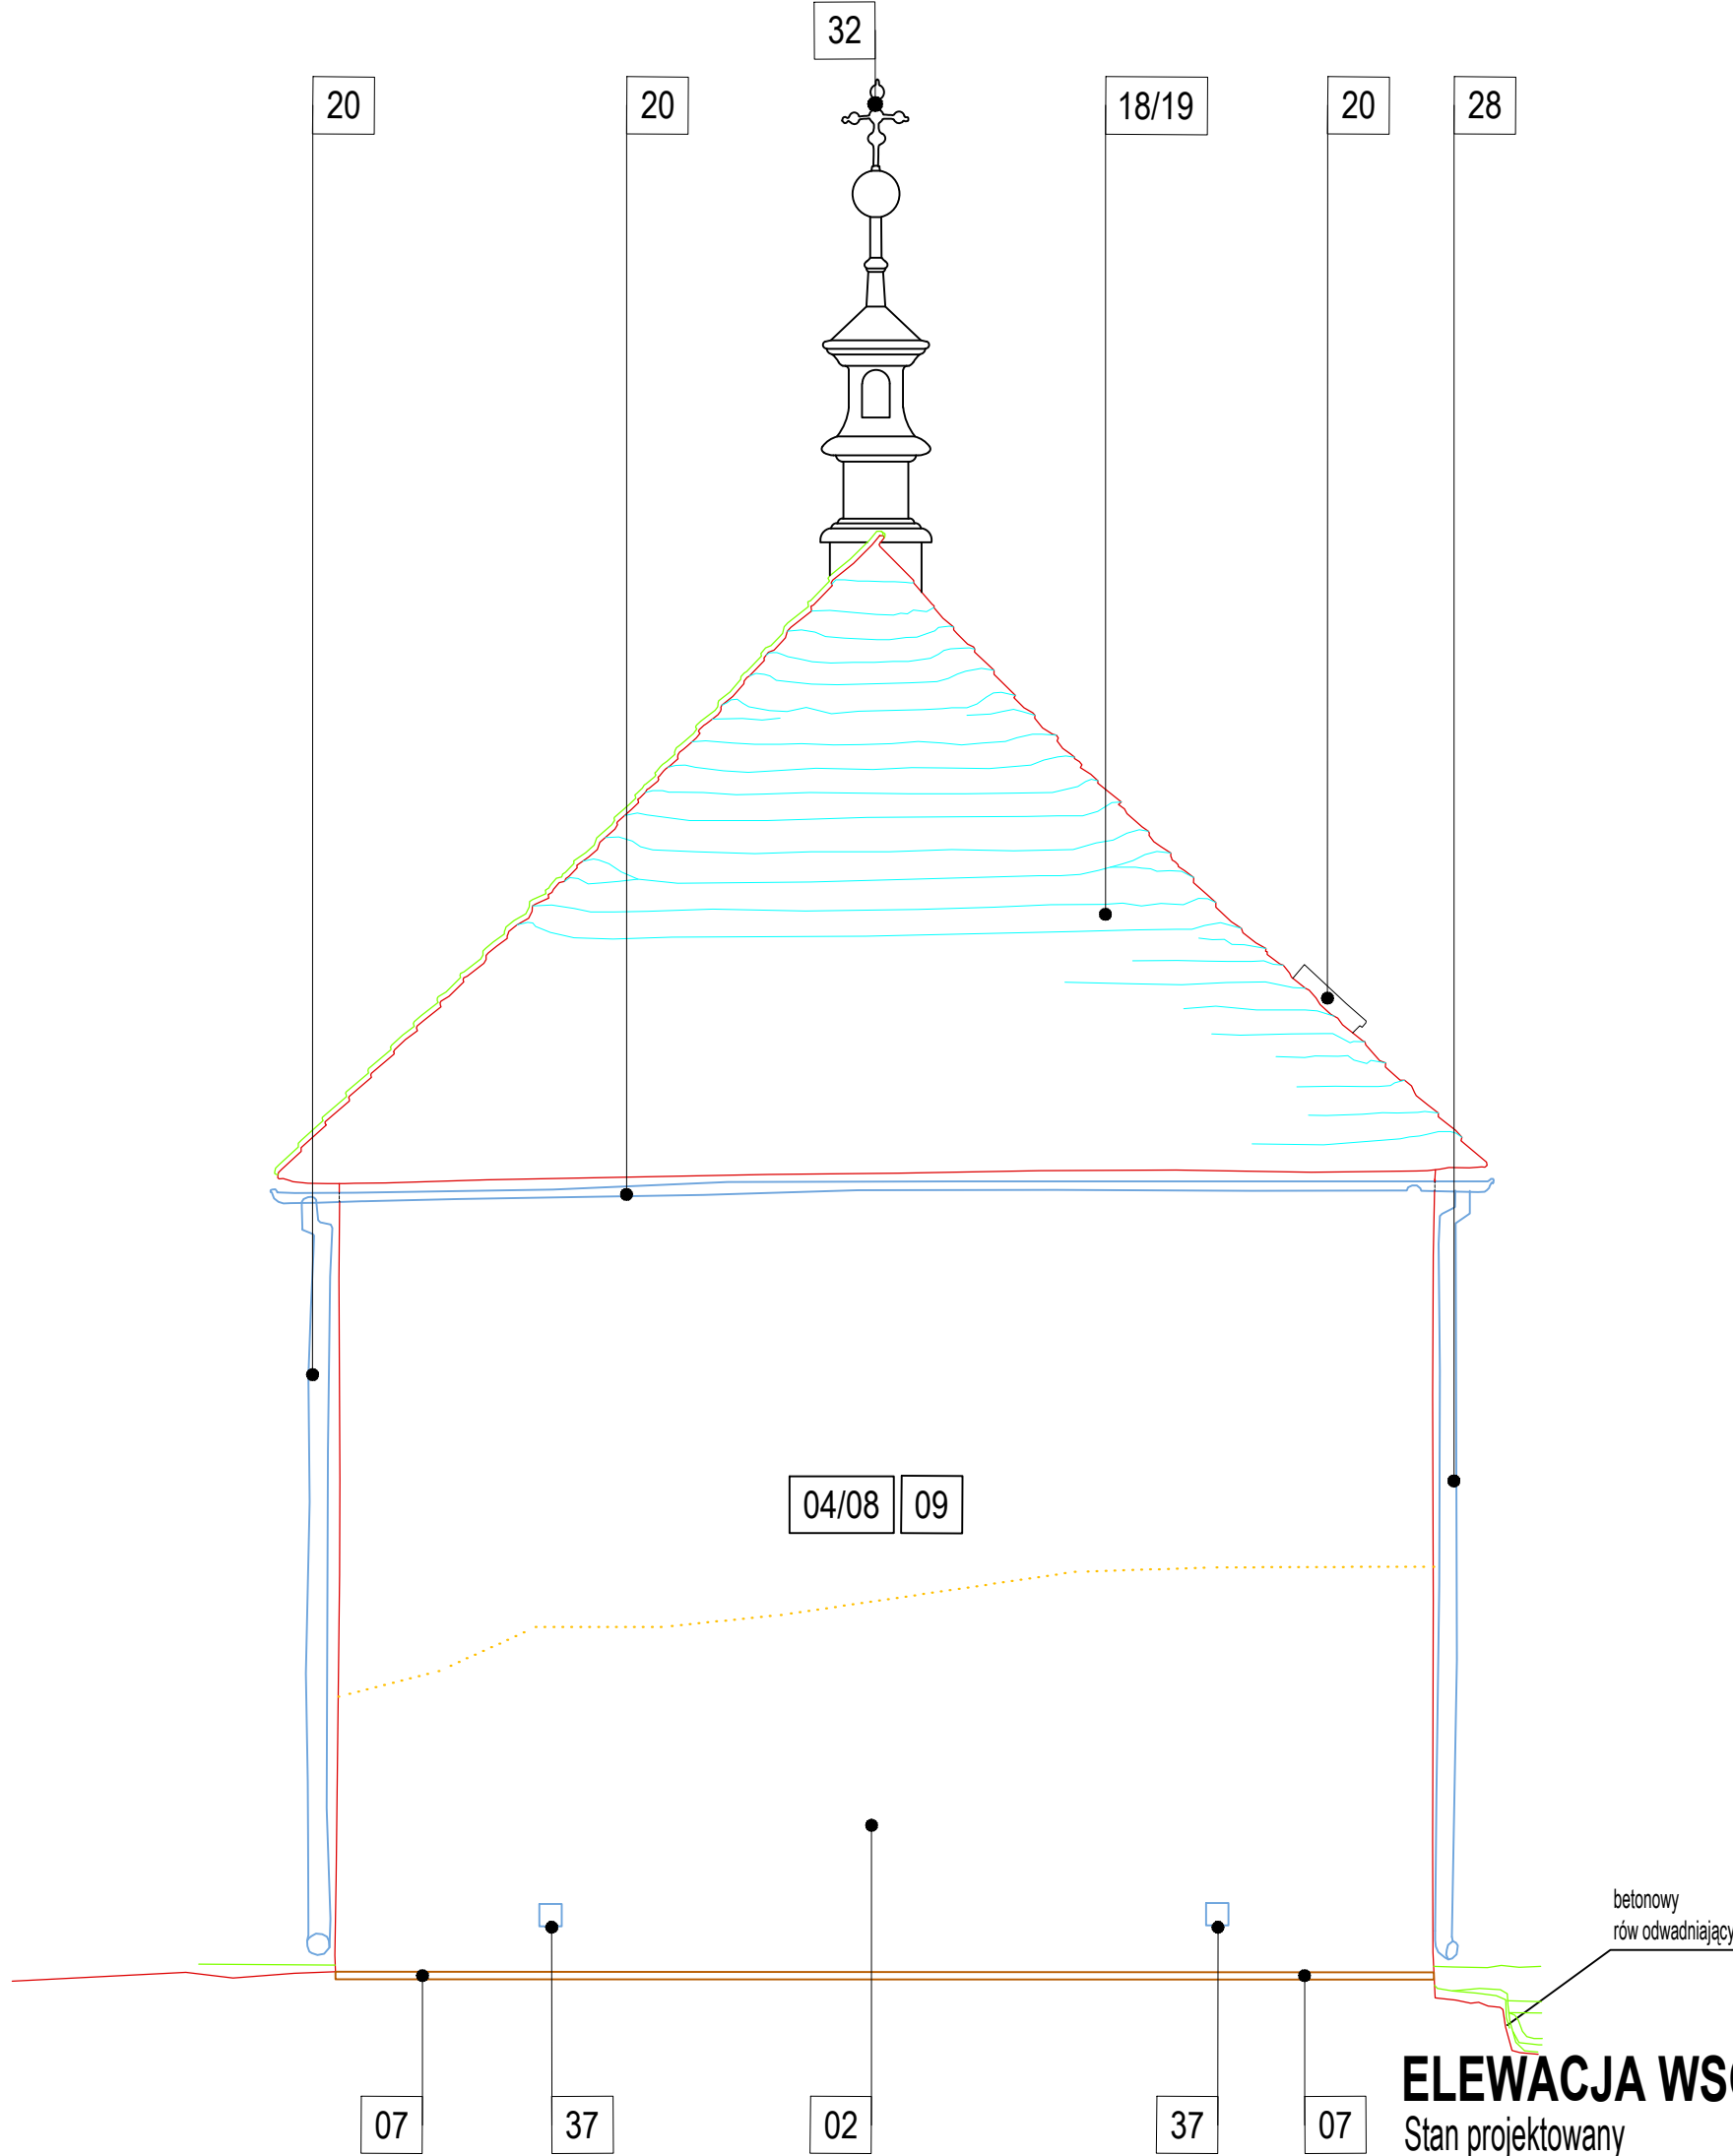 32
20 20 18/19 20 28
04/08 09
betonowy
rów odwadniający
07 37 02 37 07
ELEWACJA
Stan projektowany